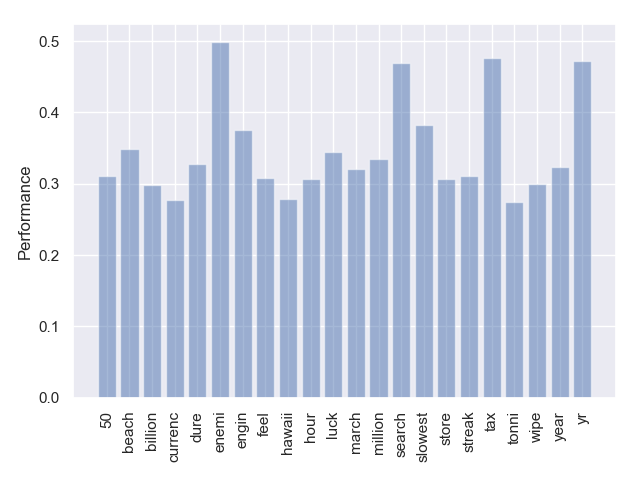 0.5
0.4
0.3
0.2
0.1
0.0
Performance
50
beach
billion
currenc
dure
enemi
engin
feel
hawaii
hour
luck
march
million
search
slowest
store
streak
tax
tonni
wipe
year
yr